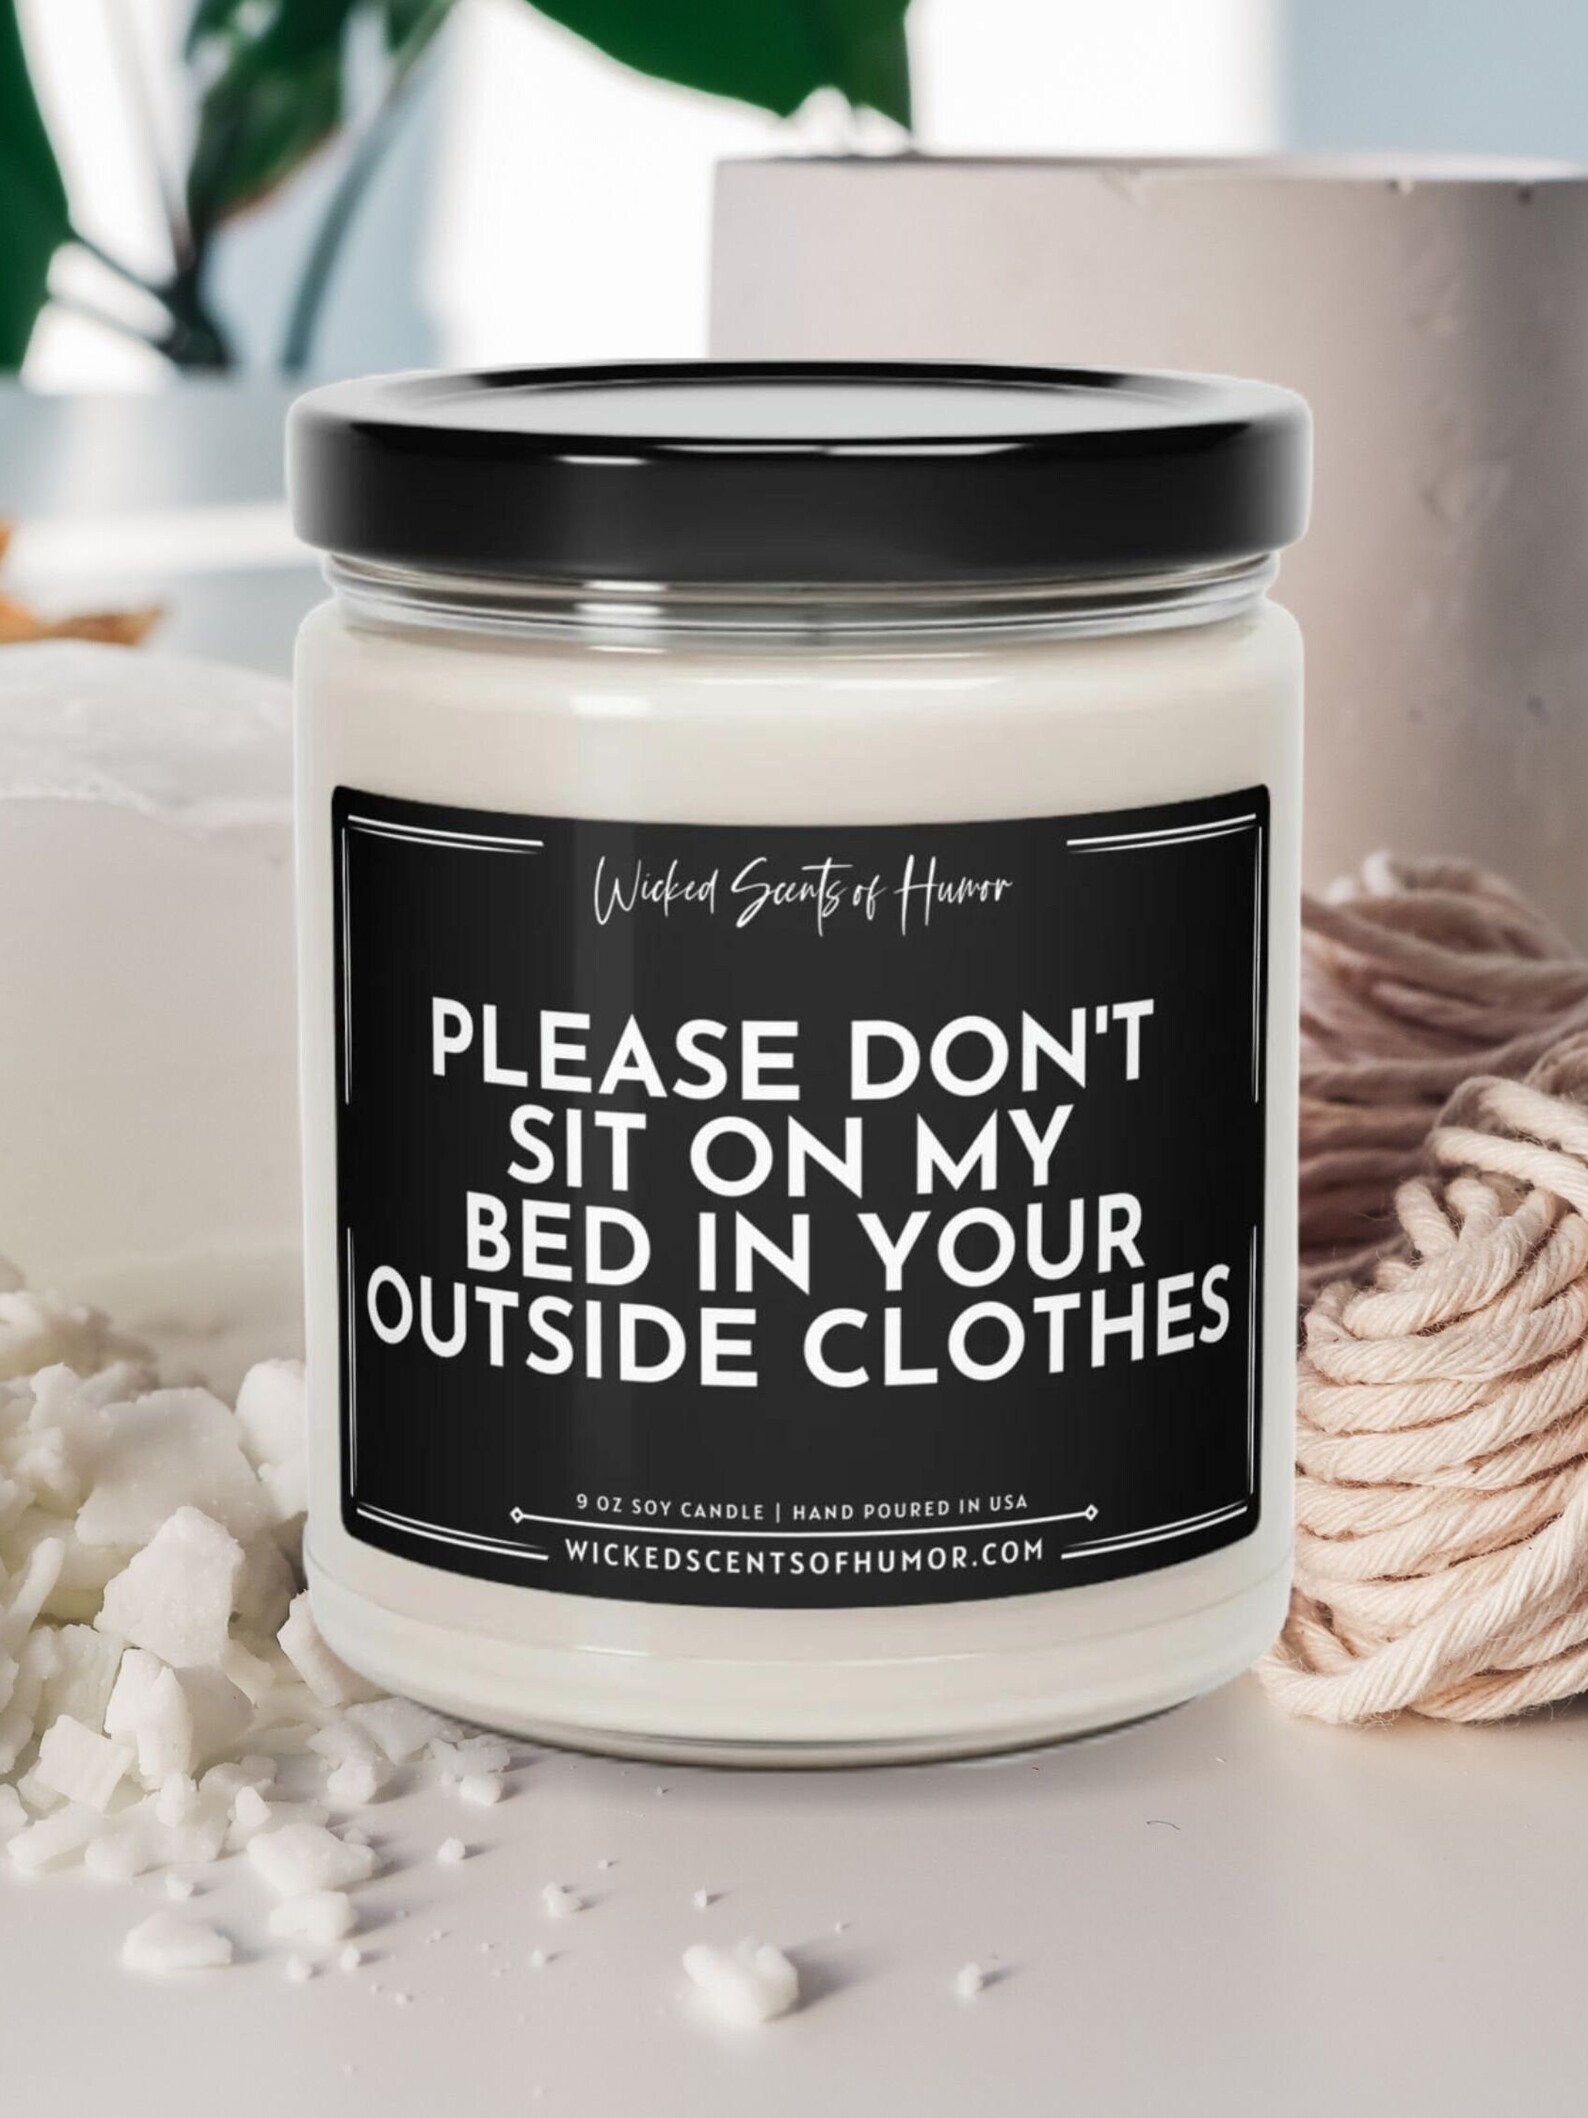 Wicked Scents of Humor
PLEASE DON'T
SIT ON MY
BED IN YOUR
OUTSIDE CLOTHES
9 OZ SOY CANDLE | HAND POURED IN USA
WICKEDSCENTSOFHUMOR.COM